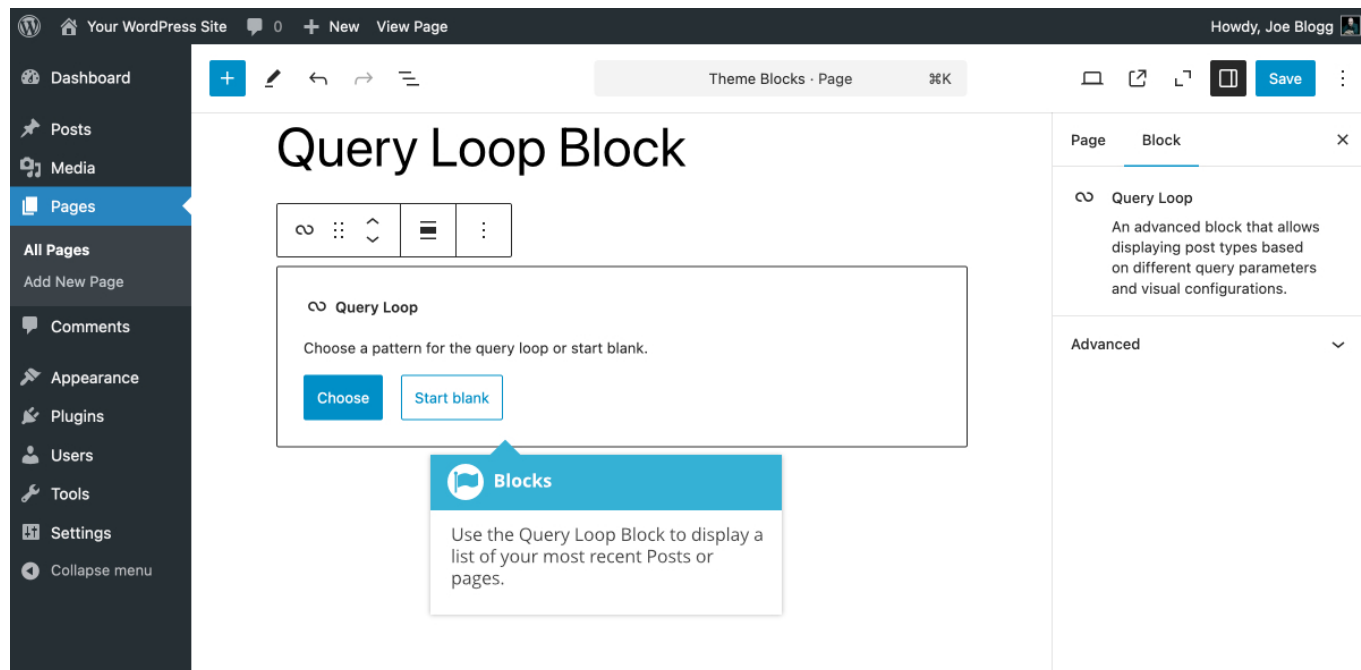 Your WordPress Site 0 New View Page Howdy, Joe Blogg
Dashboard
Posts
Media
Pages
All Pages
Add New Page
Comments
Appearance
Plugins
Users
Tools
Settings
Collapse menu
Theme Blocks · Page ⌘K
Save
Query Loop Block
Query Loop
Choose a pattern for the query loop or start blank.
Choose Start blank
Blocks
Use the Query Loop Block to display a
list of your most recent Posts or
pages.
Page Block
Query Loop
An advanced block that allows
displaying post types based
on different query parameters
and visual configurations.
Advanced